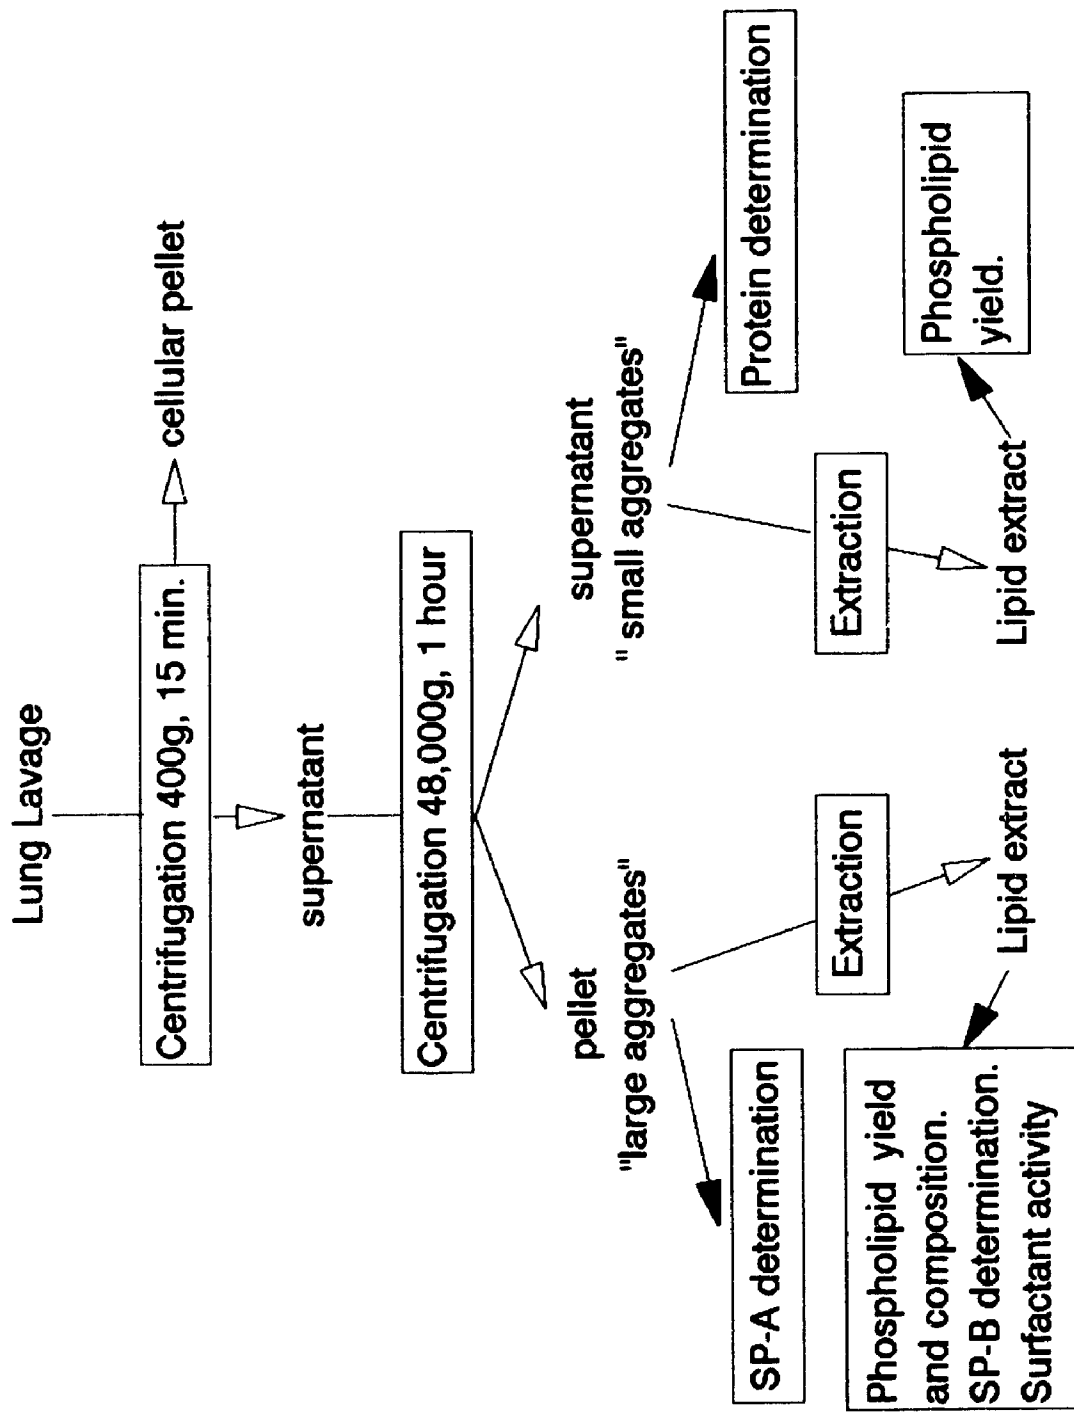 Lung Lavage
Centrifugation 400g, 15 min.
cellular pellet
supernatant
Centrifugation 48,000g, 1 hour
pellet
"large aggregates"
supernatant
" small aggregates"
SP-A determination
Extraction
Lipid extract
Phospholipid yield
and composition.
SP-B determination.
Surfactant activity
Extraction
Lipid extract
Protein determination
Phospholipid
yield.